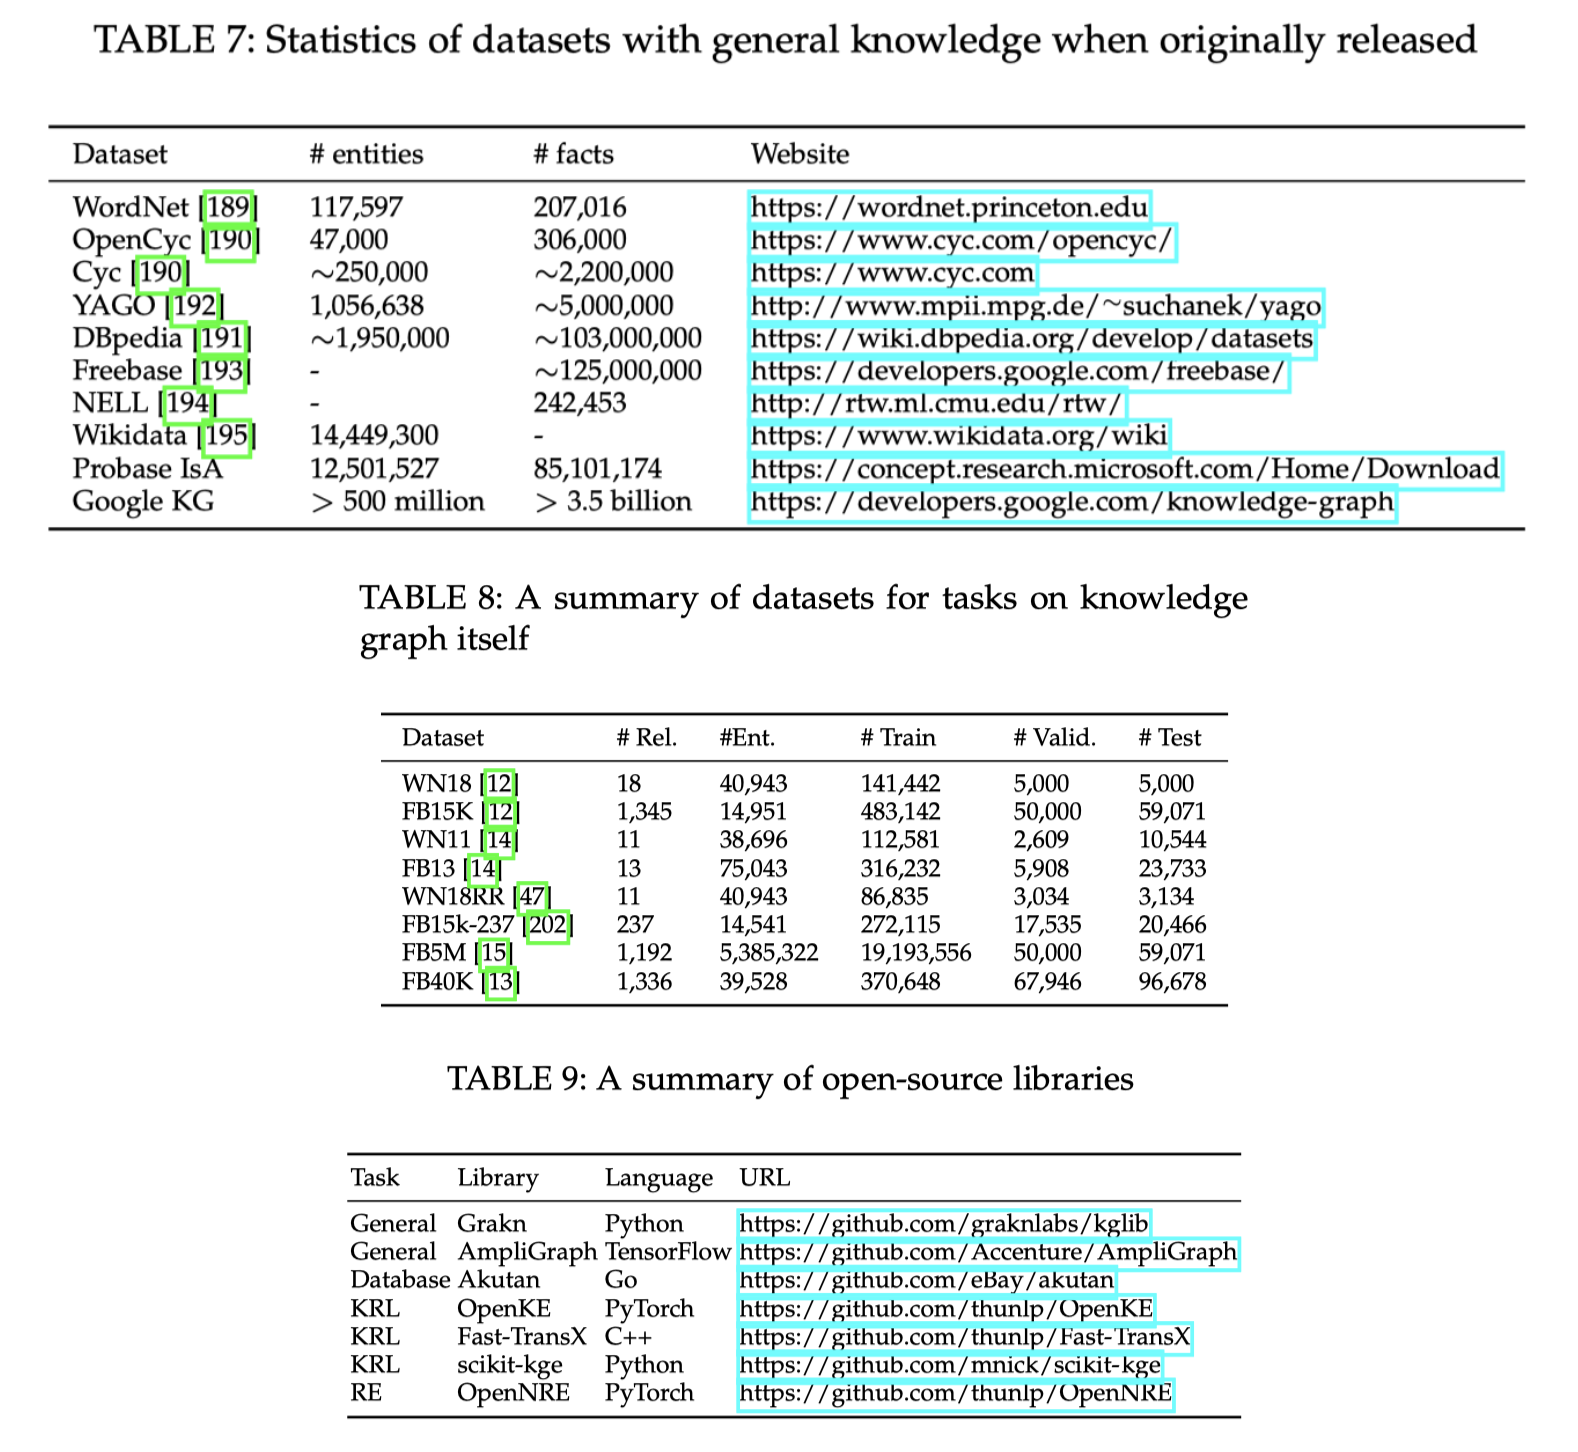 TABLE 7: Statistics of datasets with general knowledge when originally released
Dataset # entities # facts Website
WordNet [189] 117,597 207,016 https://wordnet.princeton.edu
OpenCyc [190] 47,000 306,000 https://www.cyc.com/opencyc/
Cyc [190] ~250,000 ~2,200,000 https://www.cyc.com
YAGO [192] 1,056,638 ~5,000,000 http://www.mpii.mpg.de/~suchanek/yago
DBpedia [191] ~1,950,000 ~103,000,000 https://wiki.dbpedia.org/develop/datasets
Freebase [193] - ~125,000,000 https://developers.google.com/freebase/
NELL [194] - 242,453 http://rtw.ml.cmu.edu/rtw/
Wikidata [195] 14,449,300 - https://www.wikidata.org/wiki
Probase IsA 12,501,527 85,101,174 https://concept.research.microsoft.com/Home/Download
Google KG > 500 million > 3.5 billion https://developers.google.com/knowledge-graph
TABLE 8: A summary of datasets for tasks on knowledge
graph itself
Dataset # Rel. #Ent. # Train # Valid. # Test
WN18 [12] 18 40,943 141,442 5,000 5,000
FB15K [12] 1,345 14,951 483,142 50,000 59,071
WN11 [14] 11 38,696 112,581 2,609 10,544
FB13 [14] 13 75,043 316,232 5,908 23,733
WN18RR [47] 11 40,943 86,835 3,034 3,134
FB15k-237 [202] 237 14,541 272,115 17,535 20,466
FB5M [15] 1,192 5,385,322 19,193,556 50,000 59,071
FB40K [13] 1,336 39,528 370,648 67,946 96,678
TABLE 9: A summary of open-source libraries
Task Library Language URL
General Grakn Python https://github.com/graknlabs/kglib
General AmpliGraph TensorFlow https://github.com/Accenture/AmpliGraph
Database Akutan Go https://github.com/eBay/akutan
KRL OpenKE PyTorch https://github.com/thunlp/OpenKE
KRL Fast-TransX C++ https://github.com/thunlp/Fast-TransX
KRL scikit-kge Python https://github.com/mnick/scikit-kge
RE OpenNRE PyTorch https://github.com/thunlp/OpenNRE